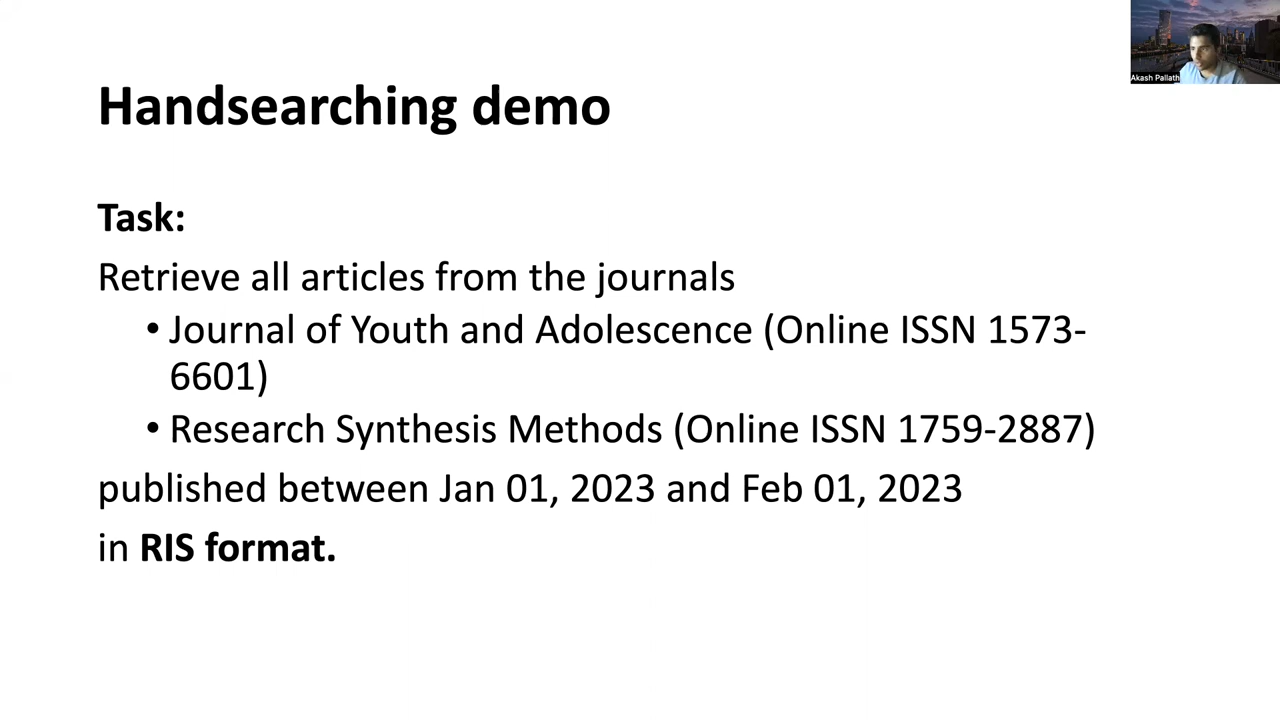 Akash Pallath
Handsearching demo
Task:
Retrieve all articles from the journals
• Journal of Youth and Adolescence (Online ISSN 1573-
6601)
• Research Synthesis Methods (Online ISSN 1759-2887)
published between Jan 01, 2023 and Feb 01, 2023
in RIS format.